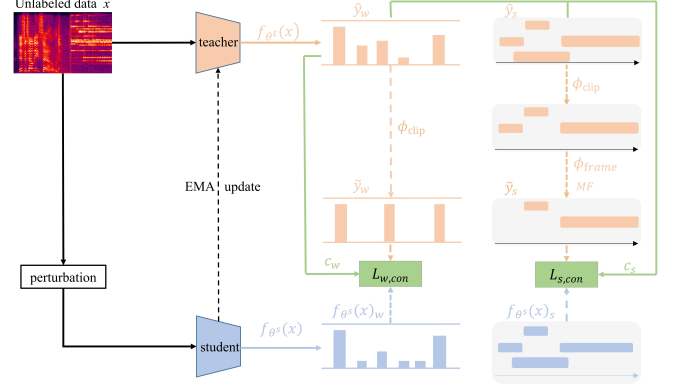 Unlabeled data x
teacher
f_{θ^t}(x)
ŷ_w
ŷ_s
ϕ_clip
ϕ_clip
EMA update
ϕ_frame
MF
ỹ_w
ỹ_s
perturbation
c_w
L_{w,con}
L_{s,con}
c_s
f_{θ^s}(x)_w
f_{θ^s}(x)_s
student
f_{θ^s}(x)